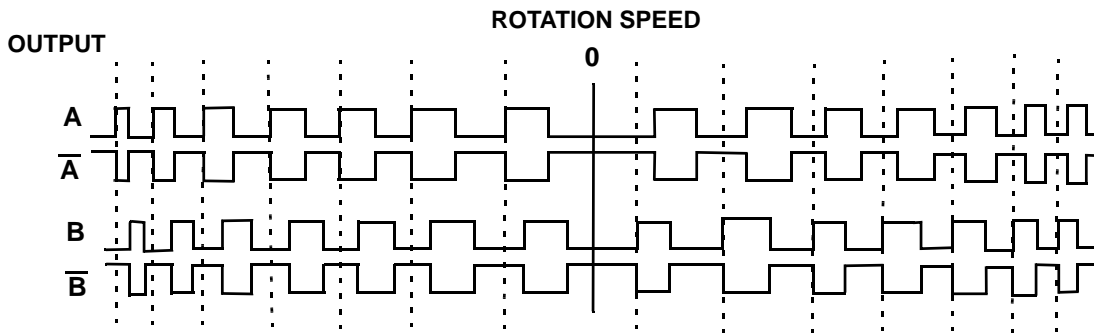 ROTATION SPEED
OUTPUT
0
A
A̅
B
B̅